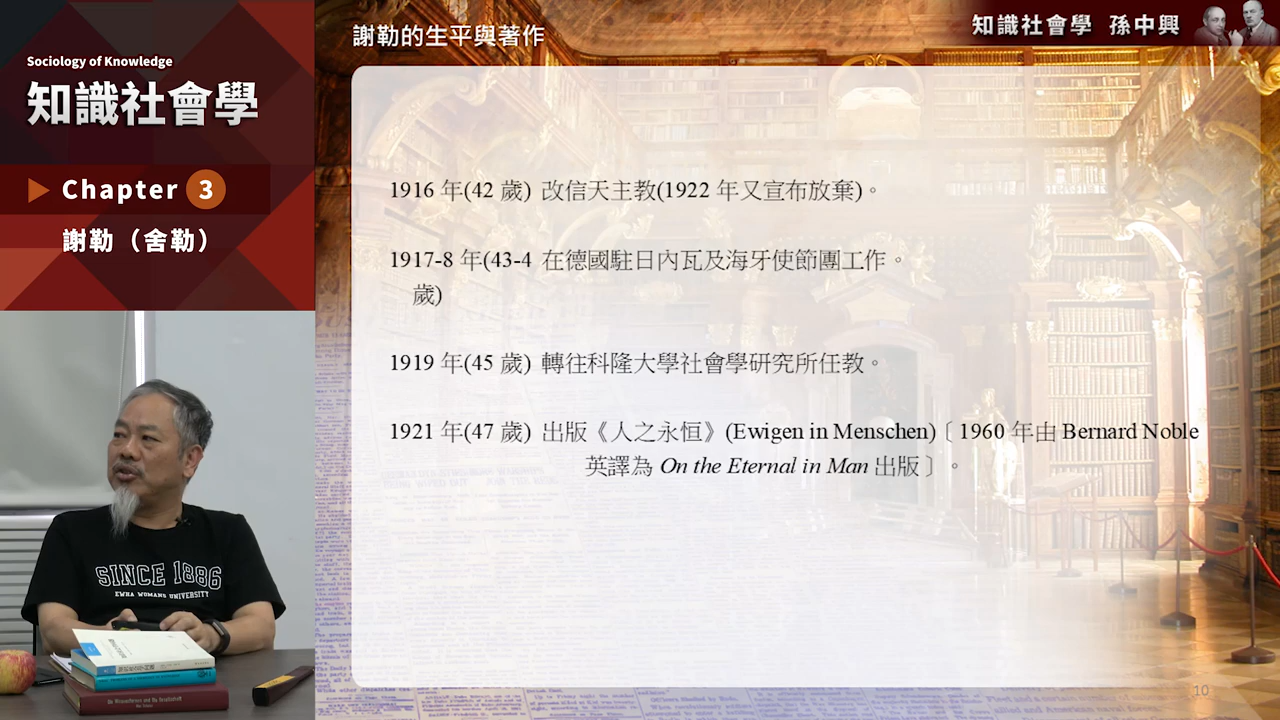 Sociology of Knowledge
知識社會學
Chapter 3
謝勒（舍勒）
謝勒的生平與著作
知識社會學 孫中興
1916 年(42 歲) 改信天主教(1922 年又宣布放棄)。
1917-8 年(43-4 在德國駐日內瓦及海牙使節團工作。
歲)
1919 年(45 歲) 轉往科隆大學社會學研究所任教。
1921 年(47 歲) 出版《人之永恒》(Ewigen in Menschen)〔1960 年由 Bernard Noble
英譯為 On the Eternal in Man 出版〕。
SINCE 1886
EWHA WOMANS UNIVERSITY
10